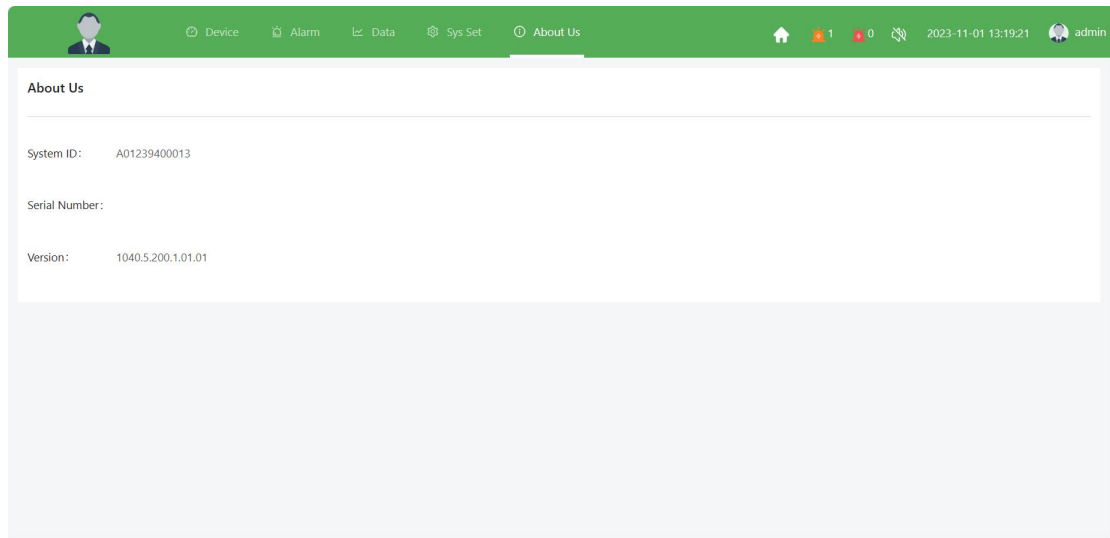 Device Alarm Data Sys Set About Us 1 0 2023-11-01 13:19:21 admin
About Us
System ID： A01239400013
Serial Number：
Version： 1040.5.200.1.01.01